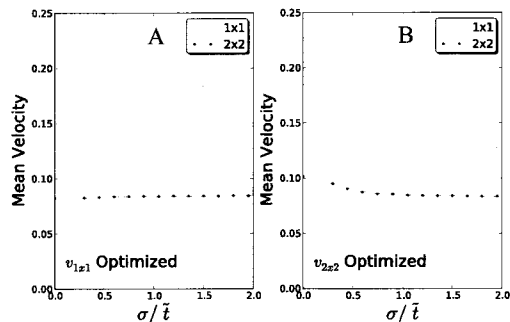 A
1x1
2x2
Mean Velocity
0.25
0.20
0.15
0.10
0.05
0.00
v1x1 Optimized
0.0 0.5 1.0 1.5 2.0
σ/ t̃
B
1x1
2x2
Mean Velocity
0.25
0.20
0.15
0.10
0.05
0.00
v2x2 Optimized
0.0 0.5 1.0 1.5 2.0
σ/ t̃